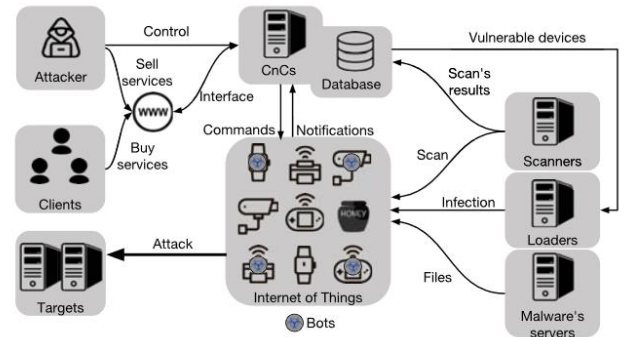 Attacker
Control
Sell
services
www
Interface
Buy
services
Clients
CnCs
Database
Vulnerable devices
Scan's
results
Commands
Notifications
Scan
Scanners
Infection
Loaders
HONEY
Attack
Targets
Files
Internet of Things
Malware's
servers
Bots